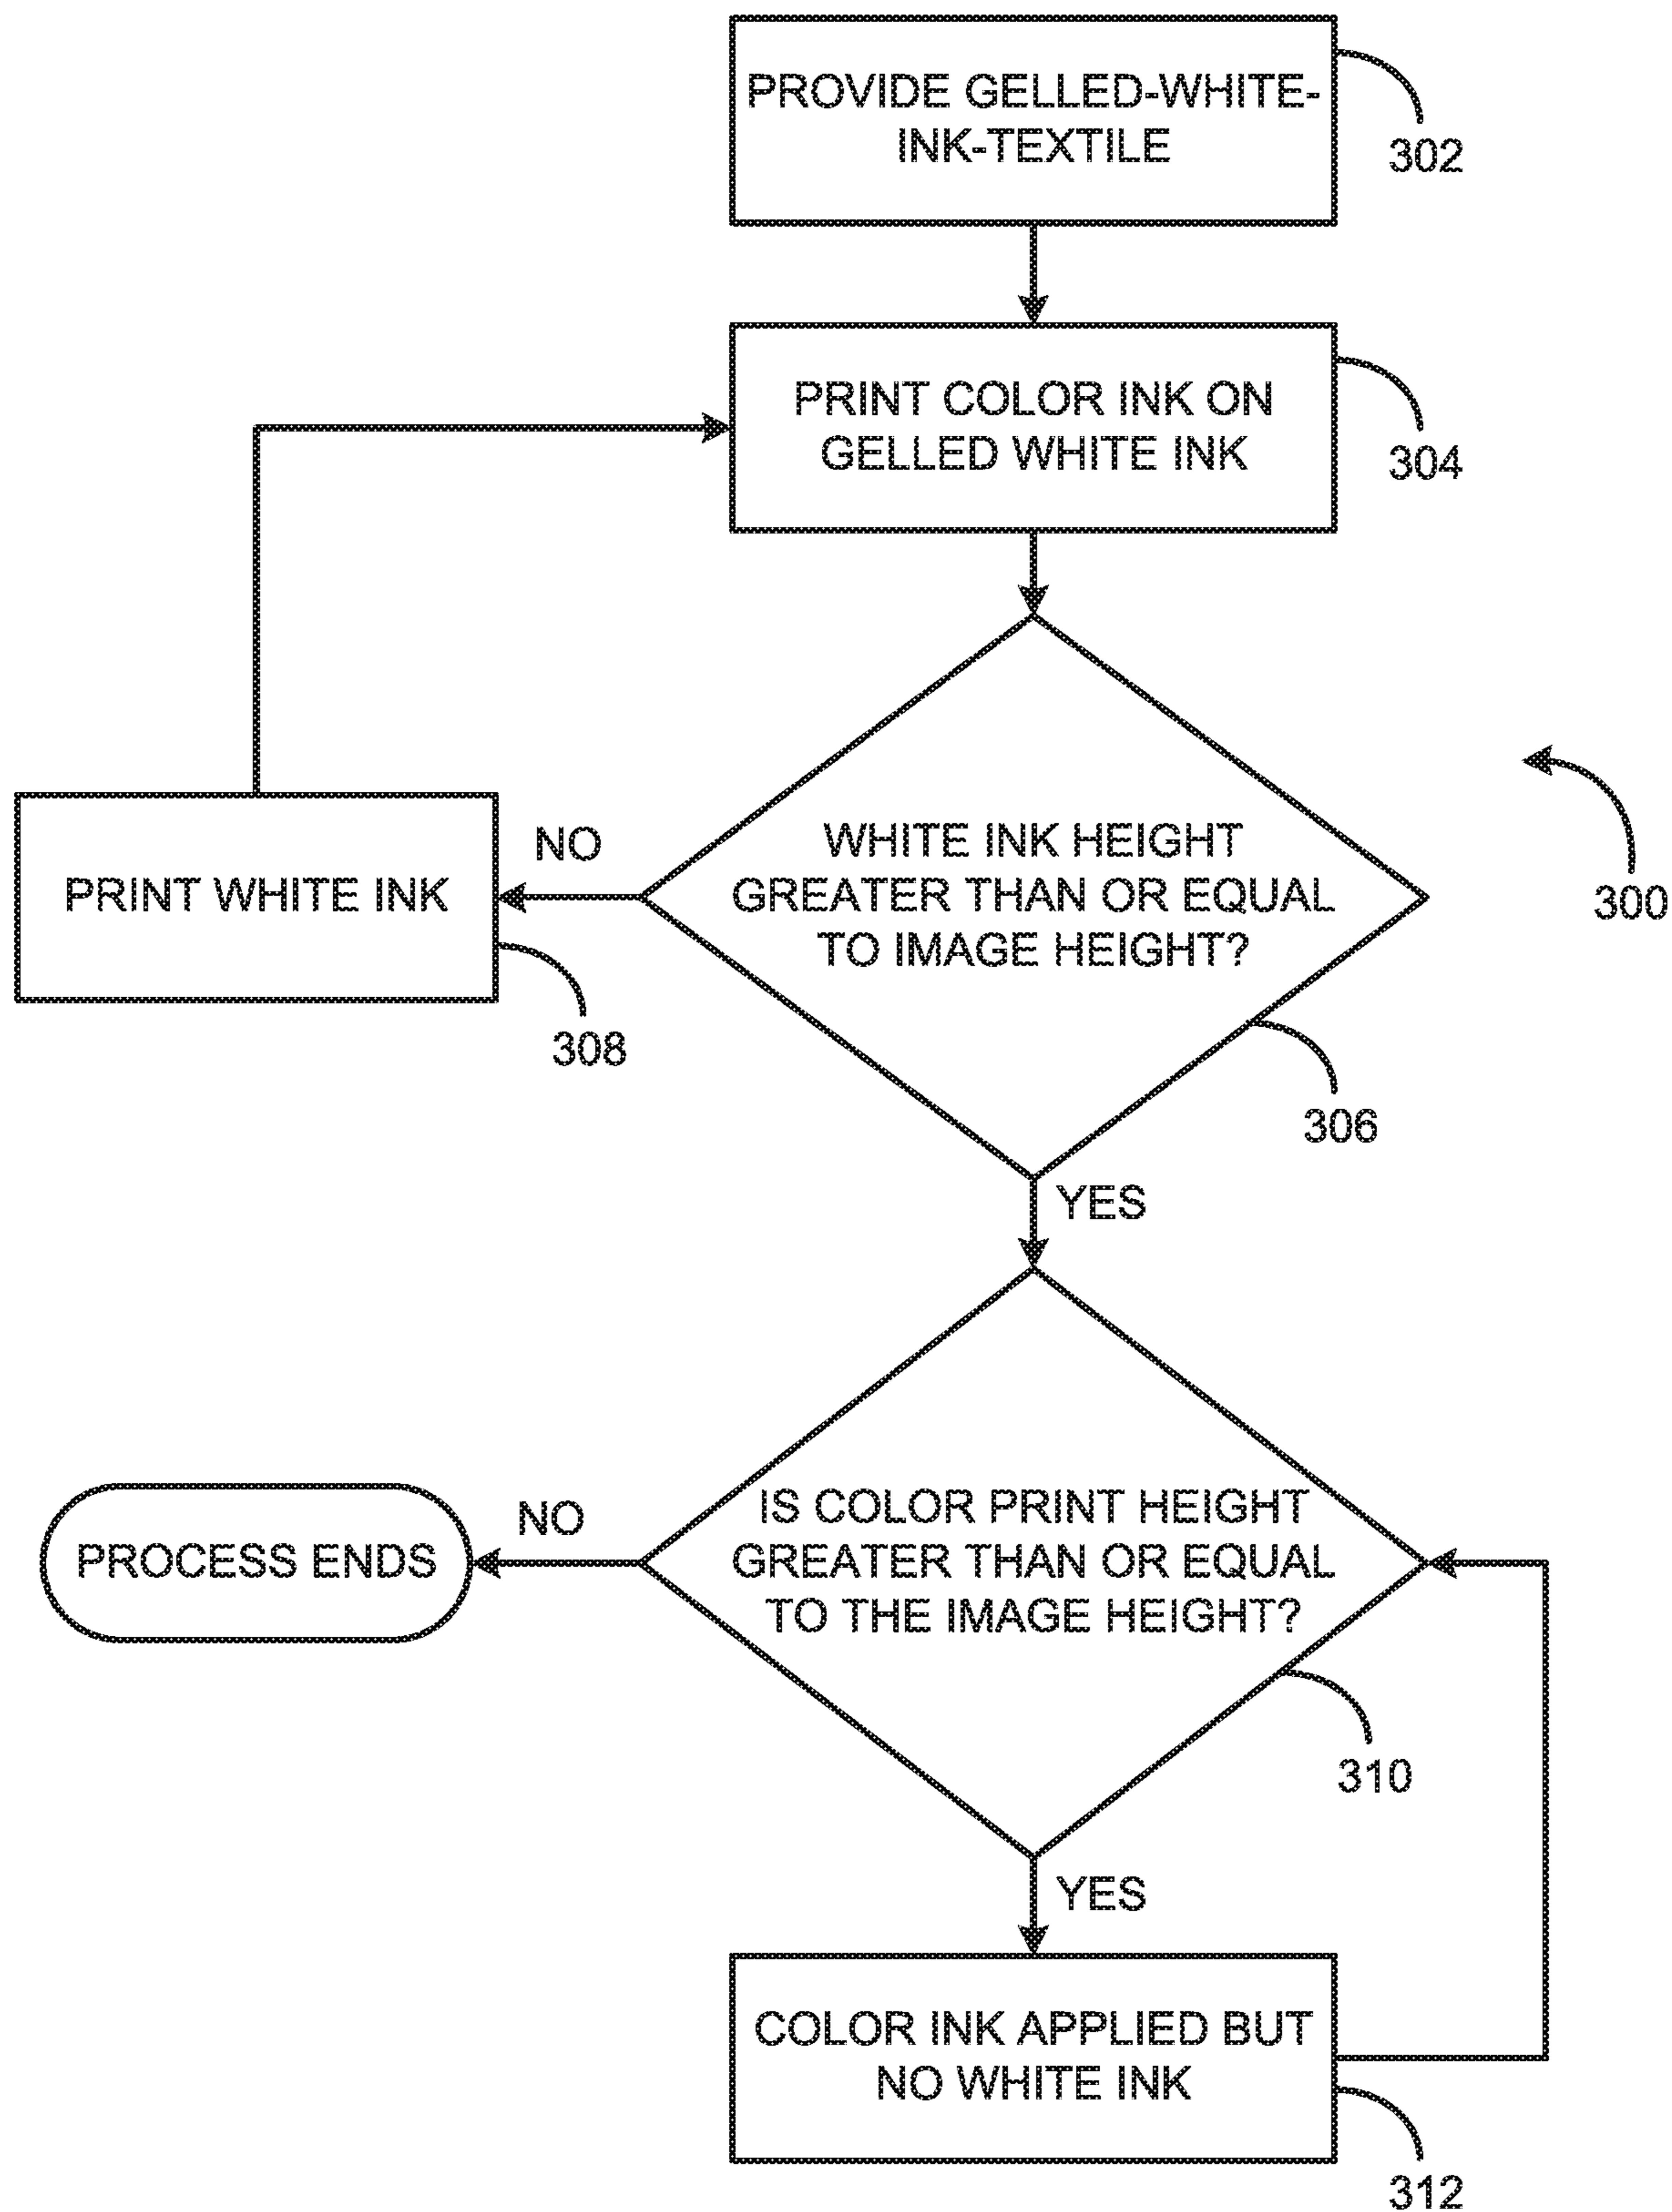 PROVIDE GELLED-WHITE-
INK-TEXTILE
302
PRINT COLOR INK ON
GELLED WHITE INK
304
WHITE INK HEIGHT
GREATER THAN OR EQUAL
TO IMAGE HEIGHT?
NO
PRINT WHITE INK
308
300
306
YES
IS COLOR PRINT HEIGHT
GREATER THAN OR EQUAL
TO THE IMAGE HEIGHT?
NO
PROCESS ENDS
310
YES
COLOR INK APPLIED BUT
NO WHITE INK
312